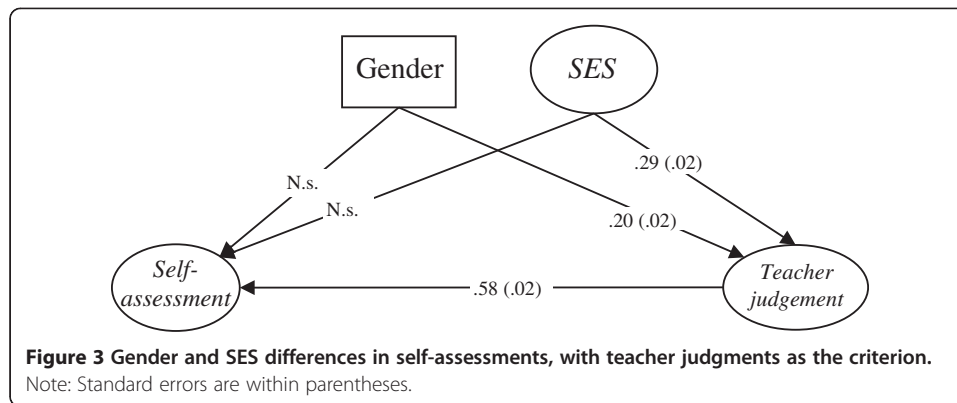 Gender
SES
.29 (.02)
N.s.
N.s.
.20 (.02)
Self-
assessment
Teacher
judgement
.58 (.02)
Figure 3 Gender and SES differences in self-assessments, with teacher judgments as the criterion.
Note: Standard errors are within parentheses.